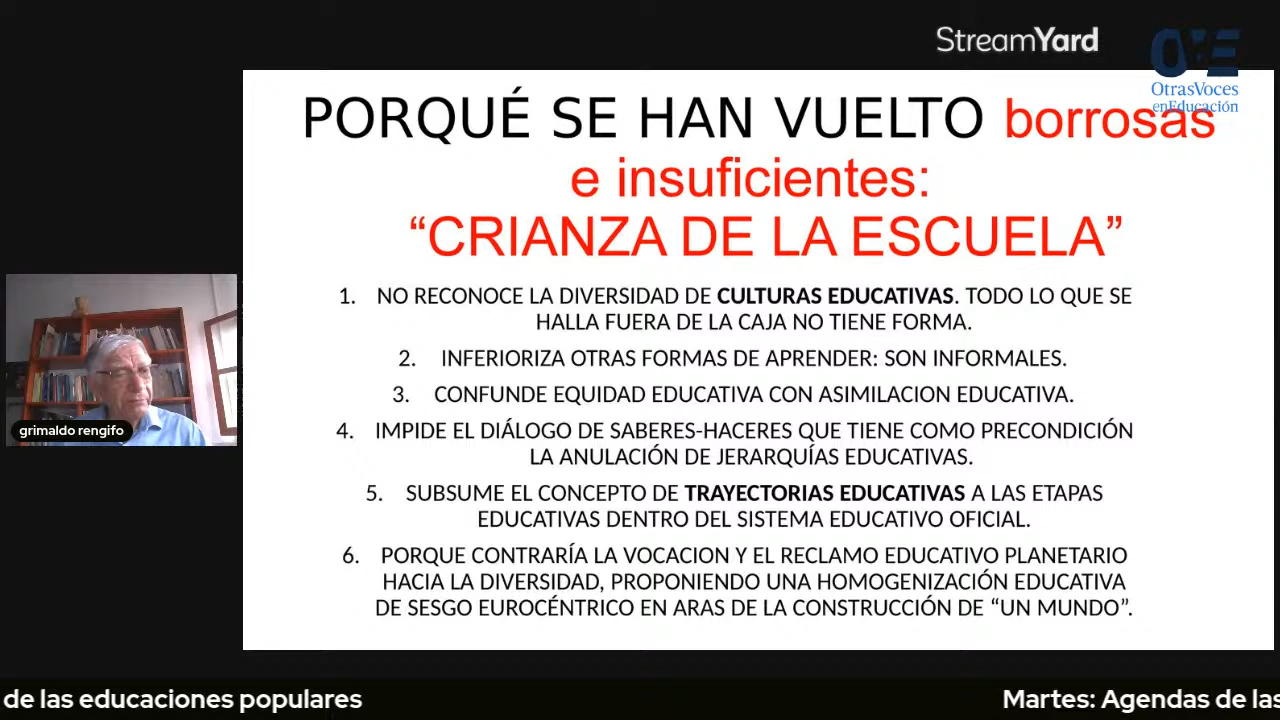 StreamYard
OtrasVoces
enEducación
PORQUÉ SE HAN VUELTO borrosas
e insuficientes:
“CRIANZA DE LA ESCUELA”
1. NO RECONOCE LA DIVERSIDAD DE CULTURAS EDUCATIVAS. TODO LO QUE SE
HALLA FUERA DE LA CAJA NO TIENE FORMA.
2. INFERIORIZA OTRAS FORMAS DE APRENDER: SON INFORMALES.
3. CONFUNDE EQUIDAD EDUCATIVA CON ASIMILACION EDUCATIVA.
4. IMPIDE EL DIÁLOGO DE SABERES-HACERES QUE TIENE COMO PRECONDICIÓN
LA ANULACIÓN DE JERARQUÍAS EDUCATIVAS.
5. SUBSUME EL CONCEPTO DE TRAYECTORIAS EDUCATIVAS A LAS ETAPAS
EDUCATIVAS DENTRO DEL SISTEMA EDUCATIVO OFICIAL.
6. PORQUE CONTRARÍA LA VOCACION Y EL RECLAMO EDUCATIVO PLANETARIO
HACIA LA DIVERSIDAD, PROPONIENDO UNA HOMOGENIZACIÓN EDUCATIVA
DE SESGO EUROCÉNTRICO EN ARAS DE LA CONSTRUCCIÓN DE “UN MUNDO”.
grimaldo rengifo
de las educaciones populares
Martes: Agendas de las